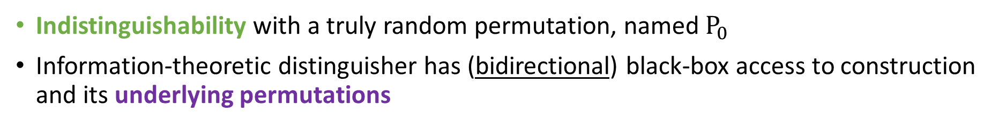 • Indistinguishability with a truly random permutation, named P₀
• Information-theoretic distinguisher has (bidirectional) black-box access to construction
and its underlying permutations